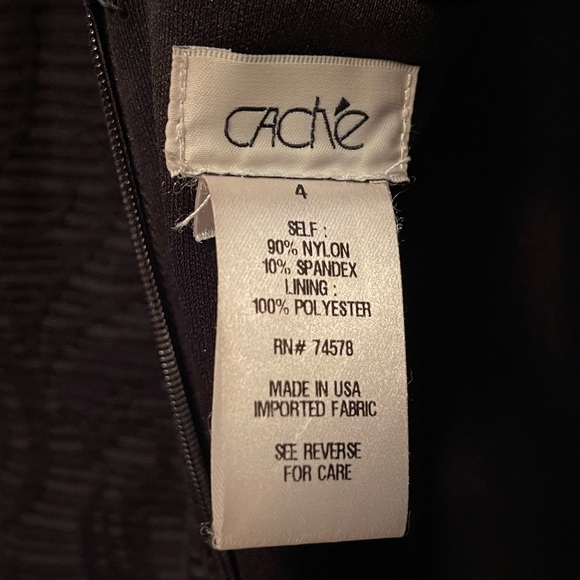 CAChé
4
SELF :
90% NYLON
10% SPANDEX
LINING :
100% POLYESTER
RN# 74578
MADE IN USA
IMPORTED FABRIC
SEE REVERSE
FOR CARE